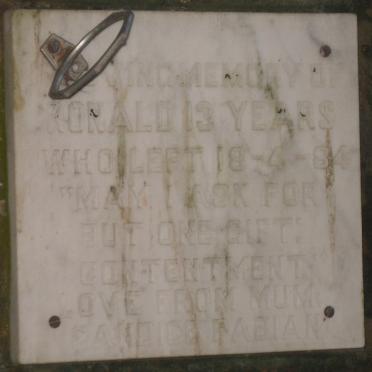 IN LOVING MEMORY OF
RONALD 13 YEARS
WHO LEFT 18-4-84
"MAY I ASK FOR
BUT ONE GIFT:
CONTENTMENT."
LOVE FROM MUM,
FABIAN